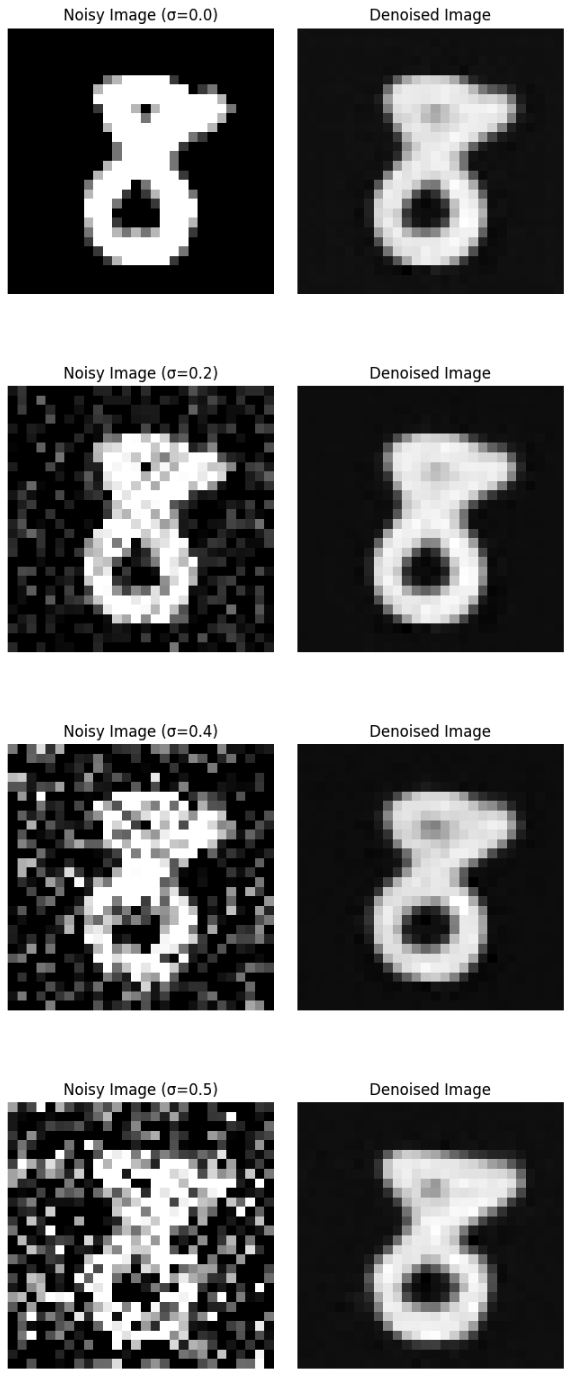 Noisy Image (σ=0.0) Denoised Image
Noisy Image (σ=0.2) Denoised Image
Noisy Image (σ=0.4) Denoised Image
Noisy Image (σ=0.5) Denoised Image